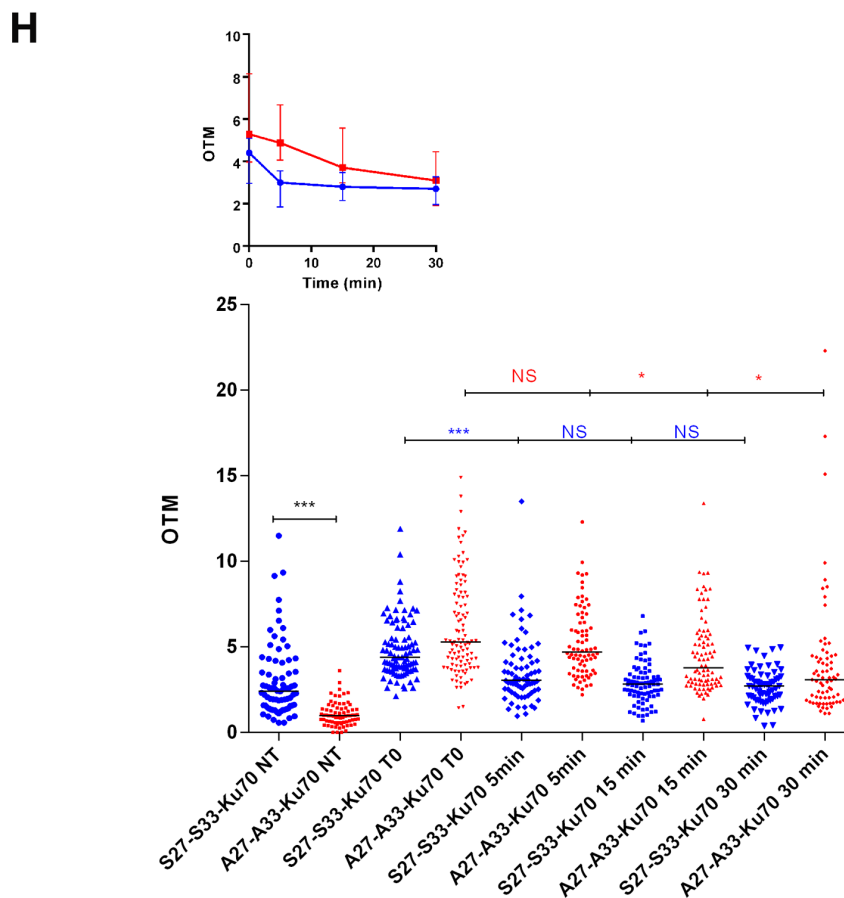 H
10
8
6
4
2
0
OTM
0 10 20 30
Time (min)
25
20
15
10
5
0
OTM
NS * *
*** NS NS
***
S27-S33-Ku70 NT
A27-A33-Ku70 NT
S27-S33-Ku70 T0
A27-A33-Ku70 T0
S27-S33-Ku70 5min
A27-A33-Ku70 5min
S27-S33-Ku70 15 min
A27-A33-Ku70 15 min
S27-S33-Ku70 30 min
A27-A33-Ku70 30 min